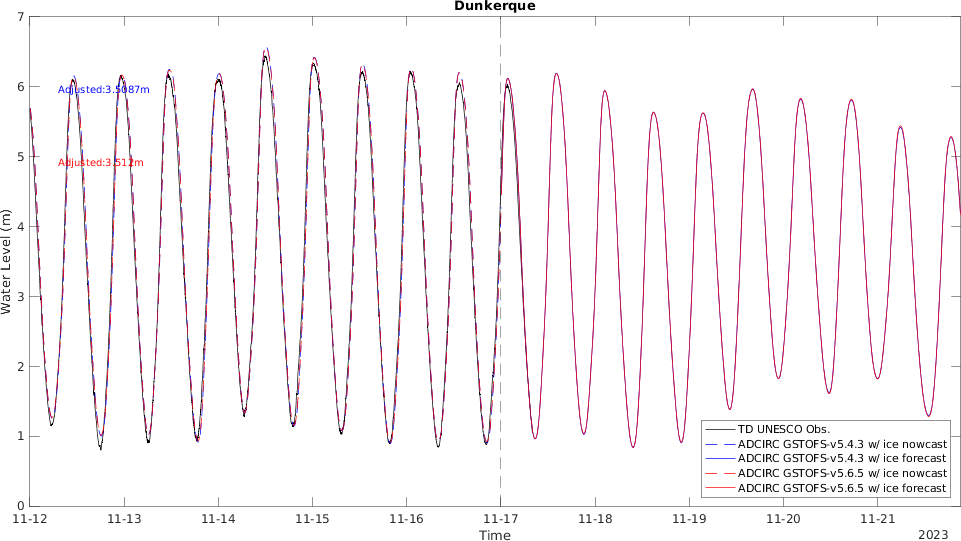 Dunkerque
7
6
5
4
3
2
1
0
Water Level (m)
Adjusted:3.5087m
Adjusted:3.512m
TD UNESCO Obs.
ADCIRC GSTOFS-v5.4.3 w/ ice nowcast
ADCIRC GSTOFS-v5.4.3 w/ ice forecast
ADCIRC GSTOFS-v5.6.5 w/ ice nowcast
ADCIRC GSTOFS-v5.6.5 w/ ice forecast
11-12 11-13 11-14 11-15 11-16 11-17 11-18 11-19 11-20 11-21
Time
2023